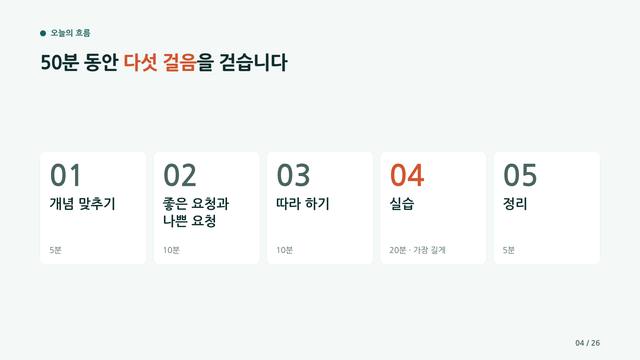 오늘의 흐름
50분 동안 다섯 걸음을 걷습니다
01
개념 맞추기
5분
02
좋은 요청과
나쁜 요청
10분
03
따라 하기
10분
04
실습
20분 · 가장 길게
05
정리
5분
04 / 26